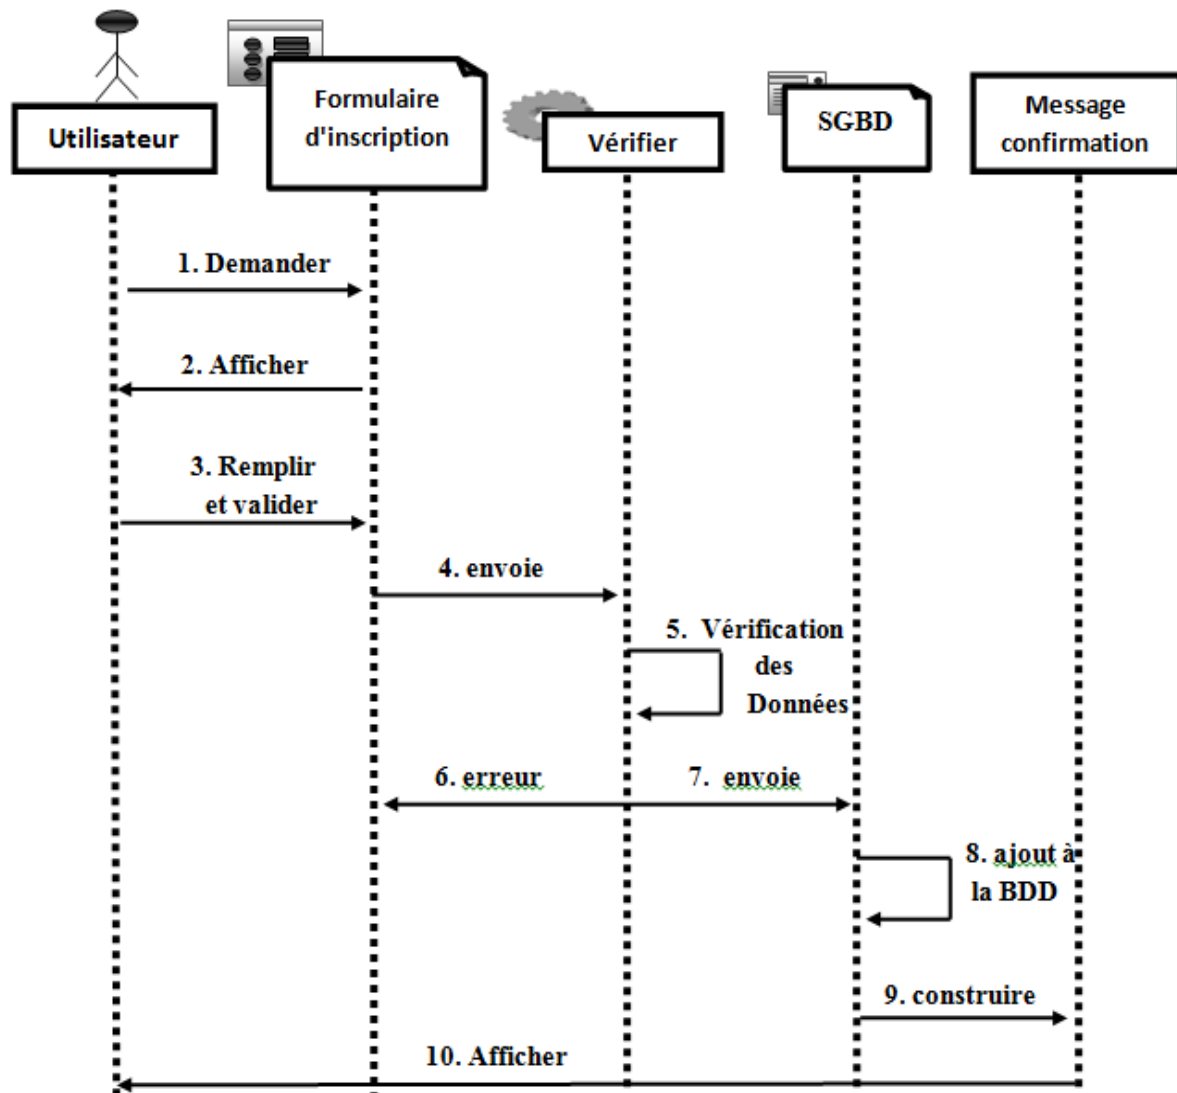 Utilisateur
Formulaire
d'inscription
Vérifier
SGBD
Message
confirmation
1. Demander
2. Afficher
3. Remplir
et valider
4. envoie
5. Vérification
des
Données
6. erreur
7. envoie
8. ajout à
la BDD
9. construire
10. Afficher